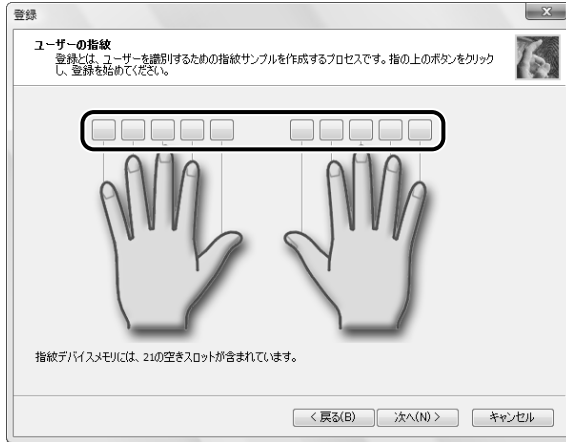 登録
ユーザーの指紋
登録とは、ユーザーを識別するための指紋サンプルを作成するプロセスです。指の上のボタンをクリック
し、登録を始めてください。
指紋デバイスメモリには、21の空きスロットが含まれています。
< 戻る(B)
次へ(N) >
キャンセル